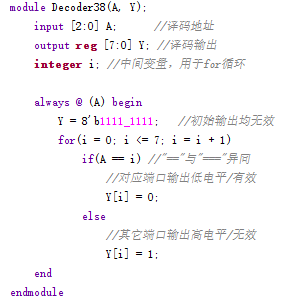 module Decoder38(A, Y);
input [2:0] A; //译码地址
output reg [7:0] Y; //译码输出
integer i; //中间变量，用于for循环
always @ (A) begin
Y = 8'b1111_1111; //初始输出均无效
for(i = 0; i <= 7; i = i + 1)
if(A == i) //"=="与"==="异同
//对应端口输出低电平/有效
Y[i] = 0;
else
//其它端口输出高电平/无效
Y[i] = 1;
end
endmodule